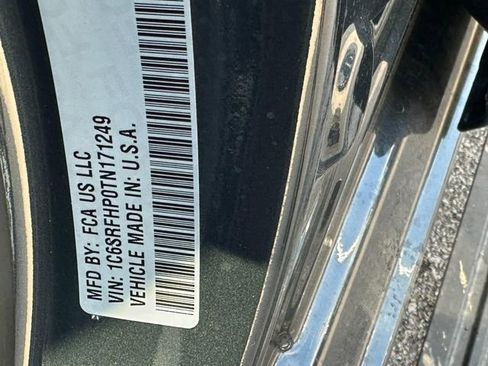 MFD BY: FCA US LLC
VIN: 1C6SRFHP0TN171249
VEHICLE MADE IN: U.S.A.